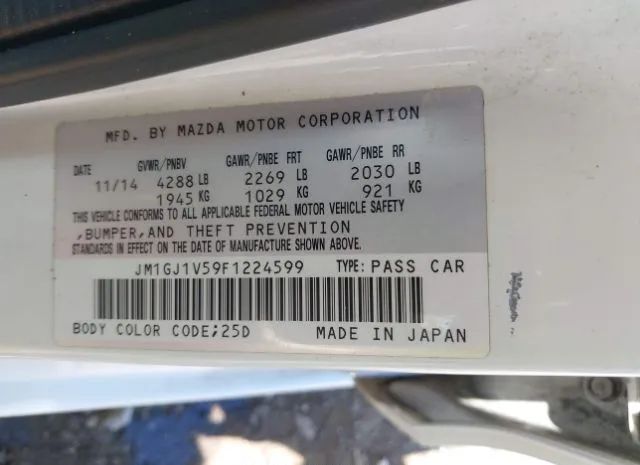 MFD. BY MAZDA MOTOR CORPORATION
DATE GVWR/PNBV GAWR/PNBE FRT GAWR/PNBE RR
11/14 4288 LB 2269 LB 2030 LB
1945 KG 1029 KG 921 KG
THIS VEHICLE CONFORMS TO ALL APPLICABLE FEDERAL MOTOR VEHICLE SAFETY
,BUMPER,AND THEFT PREVENTION
STANDARDS IN EFFECT ON THE DATE OF MANUFACTURE SHOWN ABOVE.
JM1GJ1V59F1224599 TYPE: PASS CAR
BODY COLOR CODE;25D MADE IN JAPAN